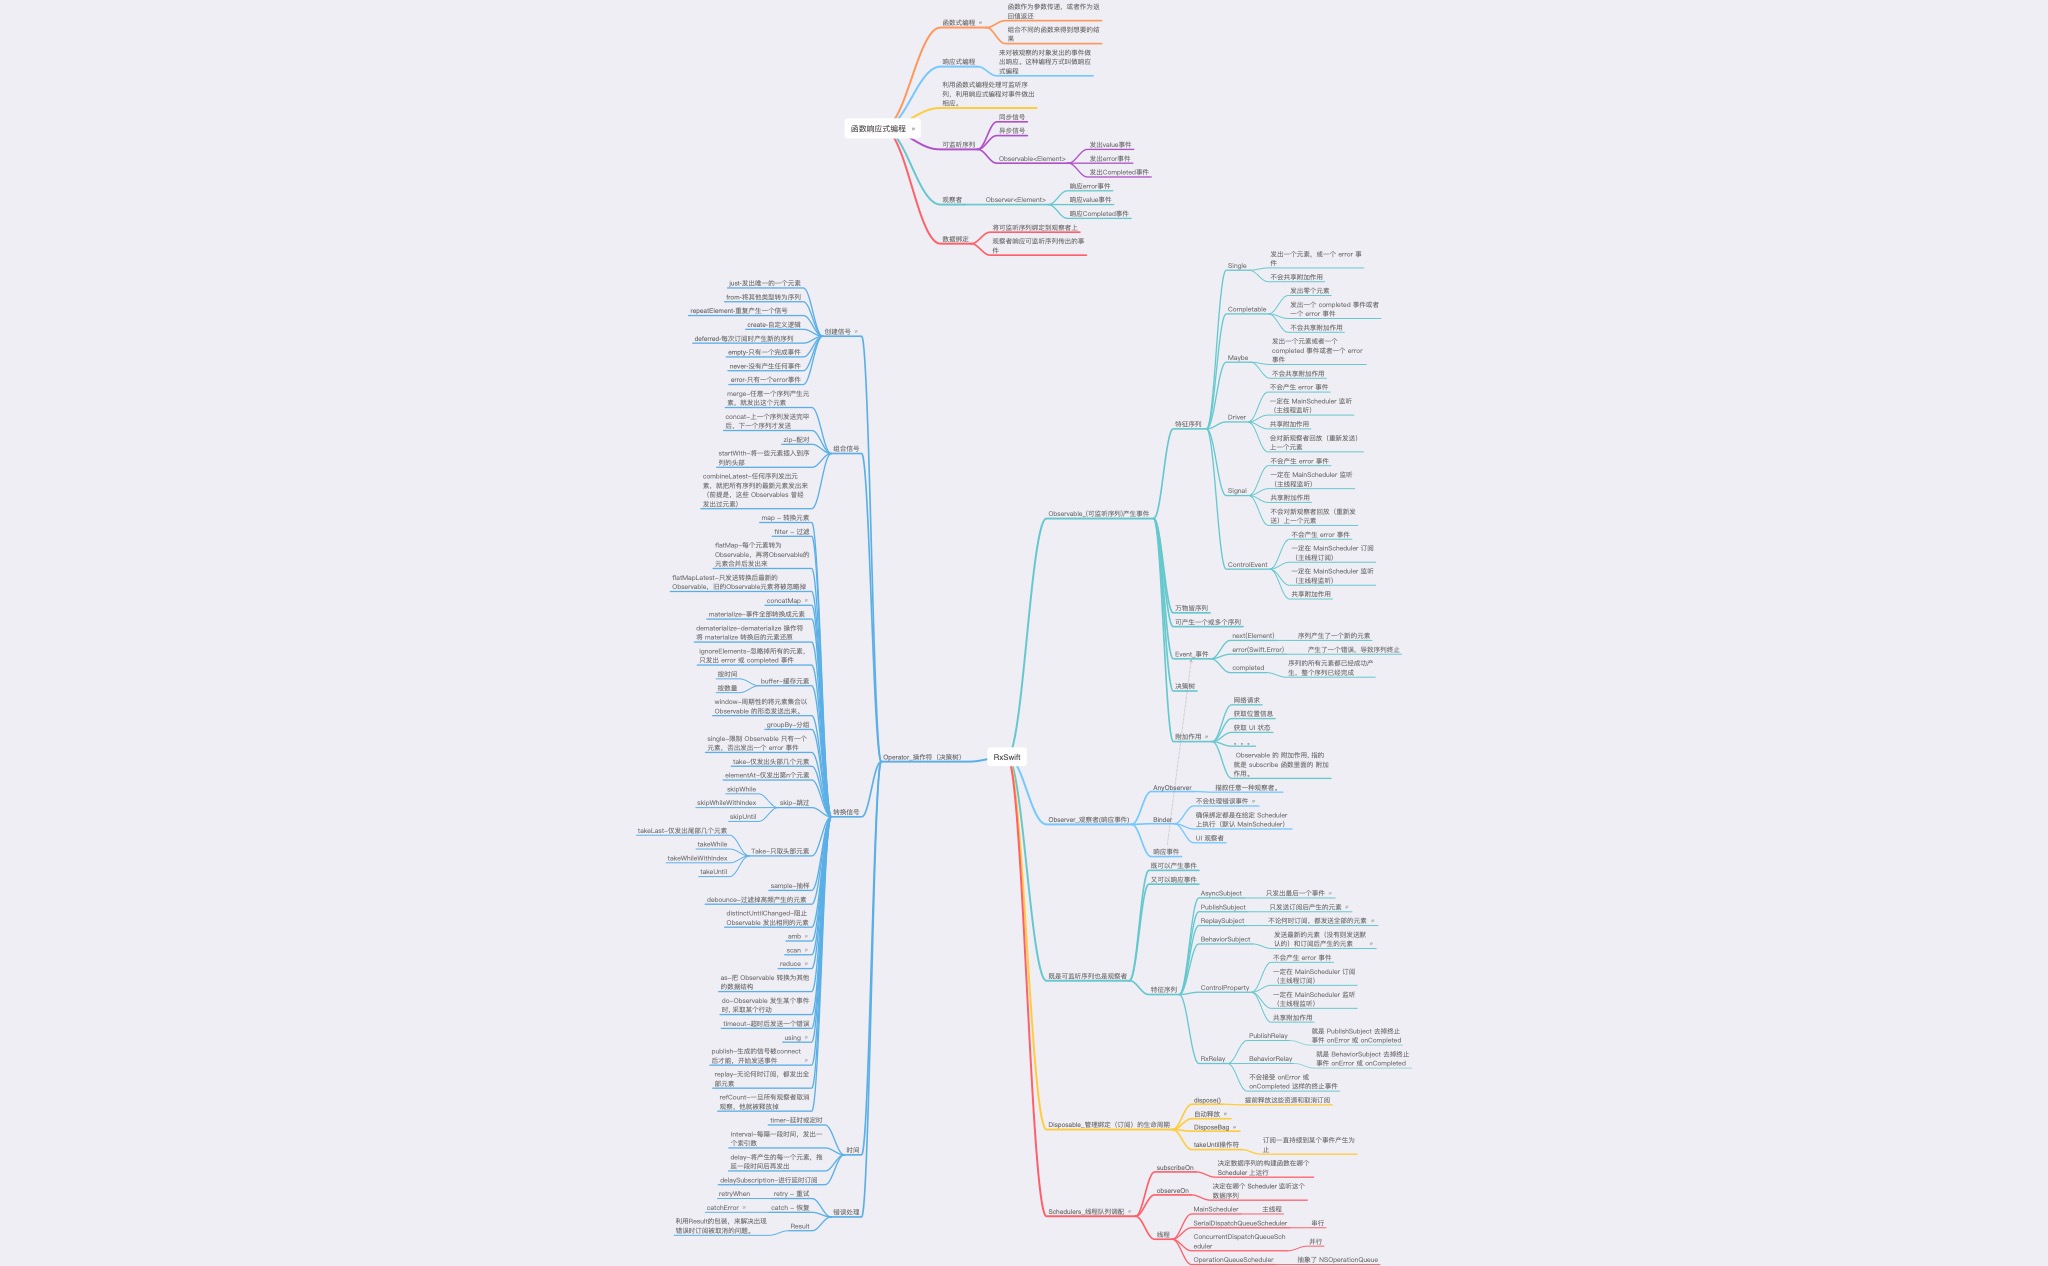 函数响应式编程
函数式编程
函数作为参数传递，或者作为返
回值返还
组合不同的函数来得到想要的结
果
响应式编程
来对被观察的对象发出的事件做
出响应。这种编程方式叫做响应
式编程
利用函数式编程处理可监听序
列，利用响应式编程对事件做出
相应。
可监听序列
同步信号
异步信号
Observable<Element>
发出value事件
发出error事件
发出Completed事件
观察者
Observer<Element>
响应error事件
响应value事件
响应Completed事件
数据绑定
将可监听序列绑定到观察者上
观察者响应可监听序列传出的事
件
RxSwift
Operator_操作符（决策树）
创建信号
just-发出唯一的一个元素
from-将其他类型转为序列
repeatElement-重复产生一个信号
create-自定义逻辑
deferred-每次订阅时产生新的序列
empty-只有一个完成事件
never-没有产生任何事件
error-只有一个error事件
组合信号
merge-任意一个序列产生元
素，就发出这个元素
concat-上一个序列发送完毕
后，下一个序列才发送
zip-配对
startWith-将一些元素插入到序
列的头部
combineLatest-任何序列发出元
素，就把所有序列的最新元素发出来
（前提是，这些 Observables 曾经
发出过元素）
转换信号
map - 转换元素
filter - 过滤
flatMap-每个元素转为
Observable，再将Observable的
元素合并后发出来
flatMapLatest-只发送转换后最新的
Observable，旧的Observable元素将被忽略掉
concatMap
materialize-事件全部转换成元素
dematerialize-dematerialize 操作符
将 materialize 转换后的元素还原
IgnoreElements-忽略掉所有的元素，
只发出 error 或 completed 事件
buffer-缓存元素
按时间
按数量
window-周期性的将元素集合以
Observable 的形态发送出来。
groupBy-分组
single-限制 Observable 只有一个
元素，否出发出一个 error 事件
take-仅发出头部几个元素
elementAt-仅发出第n个元素
skip-跳过
skipWhile
skipWhileWithIndex
skipUntil
Take-只取头部元素
takeLast-仅发出尾部几个元素
takeWhile
takeWhileWithIndex
takeUntil
sample-抽样
debounce-过滤掉高频产生的元素
distinctUntilChanged-阻止
Observable 发出相同的元素
amb
scan
reduce
as-把 Observable 转换为其他
的数据结构
do-Observable 发生某个事件
时, 采取某个行动
timeout-超时后发送一个错误
using
publish-生成的信号被connect
后才能，开始发送事件
replay-无论何时订阅，都发出全
部元素
refCount-一旦所有观察者取消
观察，他就被释放掉
时间
timer-延时或定时
interval-每隔一段时间，发出一
个索引数
delay-将产生的每一个元素，拖
延一段时间后再发出
delaySubscription-进行延时订阅
错误处理
retry - 重试
retryWhen
catch - 恢复
catchError
Result
利用Result的包装，来解决出现
错误时订阅被取消的问题。
Observable_(可监听序列)产生事件
特征序列
Single
发出一个元素，或一个 error 事
件
不会共享附加作用
Completable
发出零个元素
发出一个 completed 事件或者
一个 error 事件
不会共享附加作用
Maybe
发出一个元素或者一个
completed 事件或者一个 error
事件
不会共享附加作用
Driver
不会产生 error 事件
一定在 MainScheduler 监听
（主线程监听）
共享附加作用
会对新观察者回放（重新发送）
上一个元素
Signal
不会产生 error 事件
一定在 MainScheduler 监听
（主线程监听）
共享附加作用
不会对新观察者回放（重新发
送）上一个元素
ControlEvent
不会产生 error 事件
一定在 MainScheduler 订阅
（主线程订阅）
一定在 MainScheduler 监听
（主线程监听）
共享附加作用
万物皆序列
可产生一个或多个序列
Event_事件
next(Element)
序列产生了一个新的元素
error(Swift.Error)
产生了一个错误，导致序列终止
completed
序列的所有元素都已经成功产
生，整个序列已经完成
决策树
附加作用
网络请求
获取位置信息
获取 UI 状态
。。。
Observable 的 附加作用, 指的
就是 subscribe 函数里面的 附加
作用。
Observer_观察者(响应事件)
AnyObserver
描叙任意一种观察者。
Binder
不会处理错误事件
确保绑定都是在给定 Scheduler
上执行（默认 MainScheduler）
UI 观察者
响应事件
既是可监听序列也是观察者
既可以产生事件
又可以响应事件
特征序列
AsyncSubject
只发出最后一个事件
PublishSubject
只发送订阅后产生的元素
ReplaySubject
不论何时订阅，都发送全部的元素
BehaviorSubject
发送最新的元素（没有则发送默
认的）和订阅后产生的元素
ControlProperty
不会产生 error 事件
一定在 MainScheduler 订阅
（主线程订阅）
一定在 MainScheduler 监听
（主线程监听）
共享附加作用
RxRelay
PublishRelay
就是 PublishSubject 去掉终止
事件 onError 或 onCompleted
BehaviorRelay
就是 BehaviorSubject 去掉终止
事件 onError 或 onCompleted
不会接受 onError 或
onCompleted 这样的终止事件
Disposable_管理绑定（订阅）的生命周期
dispose()
提前释放这些资源和取消订阅
自动释放
DisposeBag
takeUntil操作符
订阅一直持续到某个事件产生为
止
Schedulers_线程队列调配
subscribeOn
决定数据序列的构建函数在哪个
Scheduler 上运行
observeOn
决定在哪个 Scheduler 监听这个
数据序列
线程
MainScheduler
主线程
SerialDispatchQueueScheduler
串行
ConcurrentDispatchQueueSch
eduler
并行
OperationQueueScheduler
抽象了 NSOperationQueue